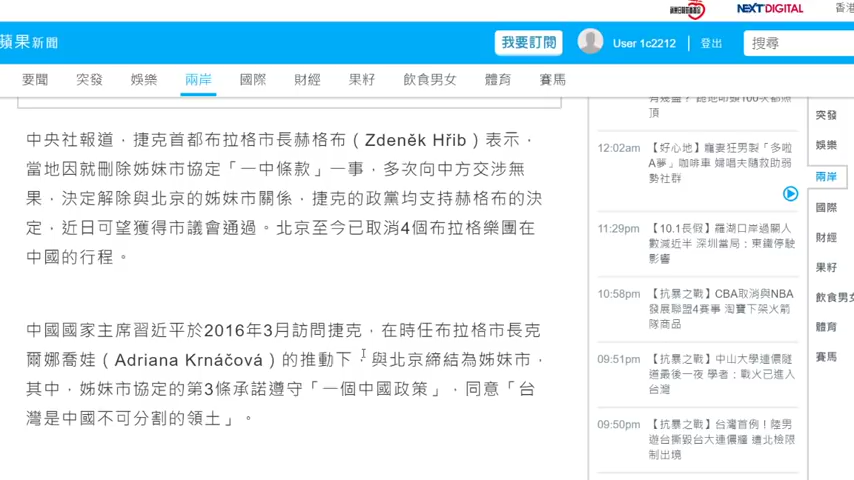 NEXT DIGITAL
香港
蘋果新聞
我要訂閱
User 1c2212
登出
搜尋
要聞 突發 娛樂 兩岸 國際 財經 果籽 飲食男女 體育 賽馬
中央社報道，捷克首都布拉格市長赫格布（Zdeněk Hřib）表示，
當地因就刪除姊妹市協定「一中條款」一事，多次向中方交涉無
果，決定解除與北京的姊妹市關係，捷克的政黨均支持赫格布的決
定，近日可望獲得市議會通過。北京至今已取消4個布拉格樂團在
中國的行程。
中國國家主席習近平於2016年3月訪問捷克，在時任布拉格市長克
爾娜喬娃（Adriana Krnáčová）的推動下，與北京締結為姊妹市，
其中，姊妹市協定的第3條承諾遵守「一個中國政策」，同意「台
灣是中國不可分割的領土」。
頂
12:02am 【好心地】寵妻狂男製「多啦
A夢」咖啡車 婦唱夫隨救助弱
勢社群
11:29pm 【10.1長假】羅湖口岸過關人
數減近半 深圳當局：東鐵停駛
影響
10:58pm 【抗暴之戰】CBA取消與NBA
發展聯盟4賽事 淘寶下架火箭
隊商品
09:51pm 【抗暴之戰】中山大學連儂隧
道最後一夜 學者：戰火已進入
台灣
09:50pm 【抗暴之戰】台灣首例！陸男
遊台撕毀台大連儂牆 遭北檢限
制出境
突發
娛樂
兩岸
國際
財經
果籽
飲食男女
體育
賽馬